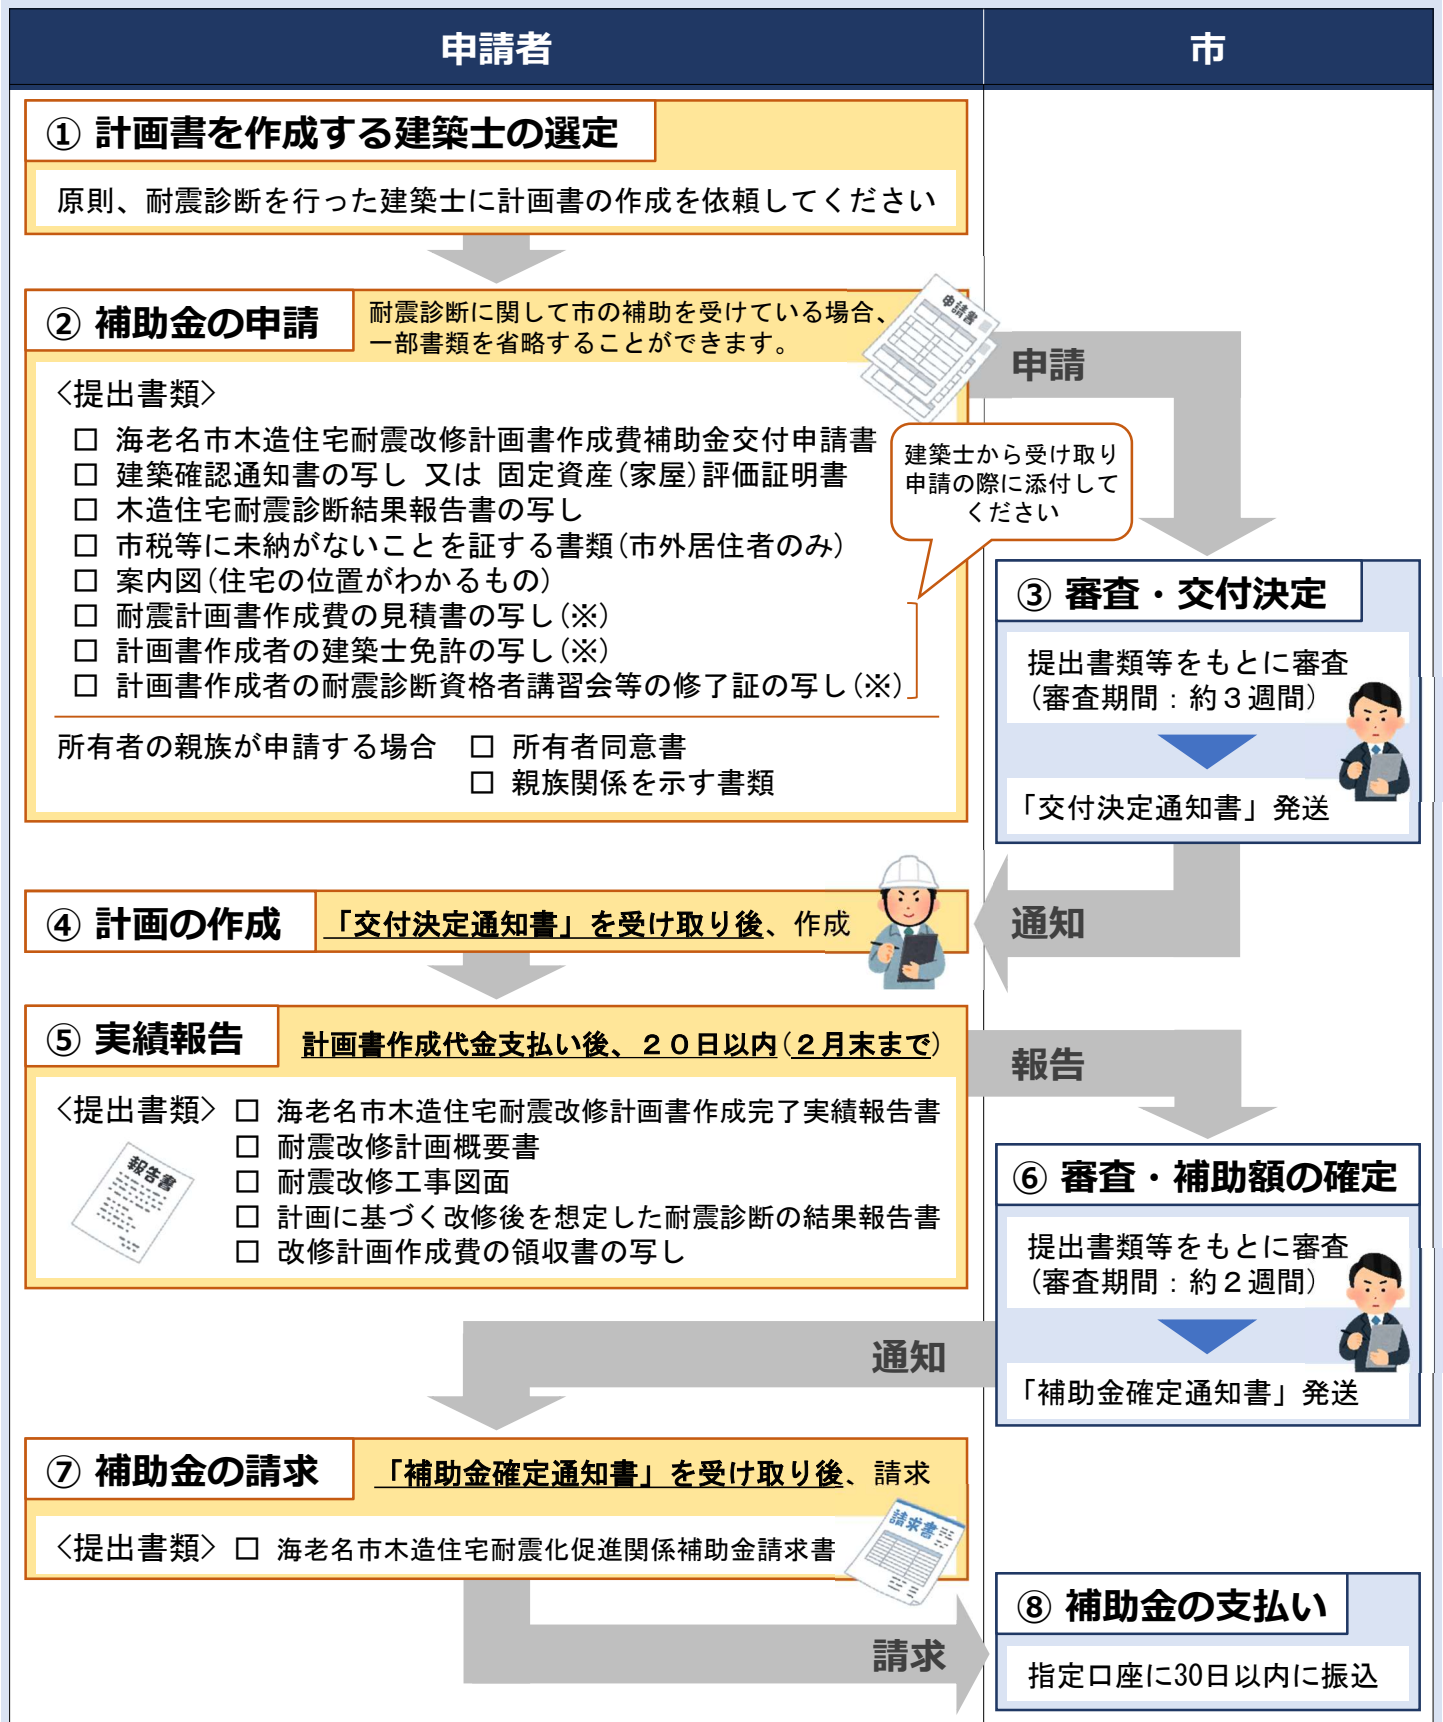 申請者
市
① 計画書を作成する建築士の選定
原則、耐震診断を行った建築士に計画書の作成を依頼してください
② 補助金の申請
耐震診断に関して市の補助を受けている場合、
一部書類を省略することができます。
申請書
申請
<提出書類>
□ 海老名市木造住宅耐震改修計画書作成費補助金交付申請書
□ 建築確認通知書の写し 又は 固定資産(家屋)評価証明書
□ 木造住宅耐震診断結果報告書の写し
□ 市税等に未納がないことを証する書類(市外居住者のみ)
□ 案内図(住宅の位置がわかるもの)
□ 耐震計画書作成費の見積書の写し(※)
□ 計画書作成者の建築士免許の写し(※)
□ 計画書作成者の耐震診断資格者講習会等の修了証の写し(※)
建築士から受け取り
申請の際に添付して
ください
所有者の親族が申請する場合 □ 所有者同意書
□ 親族関係を示す書類
③ 審査・交付決定
提出書類等をもとに審査
(審査期間：約３週間)
「交付決定通知書」発送
通知
④ 計画の作成
「交付決定通知書」を受け取り後、作成
⑤ 実績報告
計画書作成代金支払い後、２０日以内(２月末まで)
報告
<提出書類> □ 海老名市木造住宅耐震改修計画書作成完了実績報告書
□ 耐震改修計画概要書
□ 耐震改修工事図面
□ 計画に基づく改修後を想定した耐震診断の結果報告書
□ 改修計画作成費の領収書の写し
報告書
⑥ 審査・補助額の確定
提出書類等をもとに審査
(審査期間：約２週間)
「補助金確定通知書」発送
通知
⑦ 補助金の請求
「補助金確定通知書」を受け取り後、請求
<提出書類> □ 海老名市木造住宅耐震化促進関係補助金請求書
請求書
請求
⑧ 補助金の支払い
指定口座に30日以内に振込